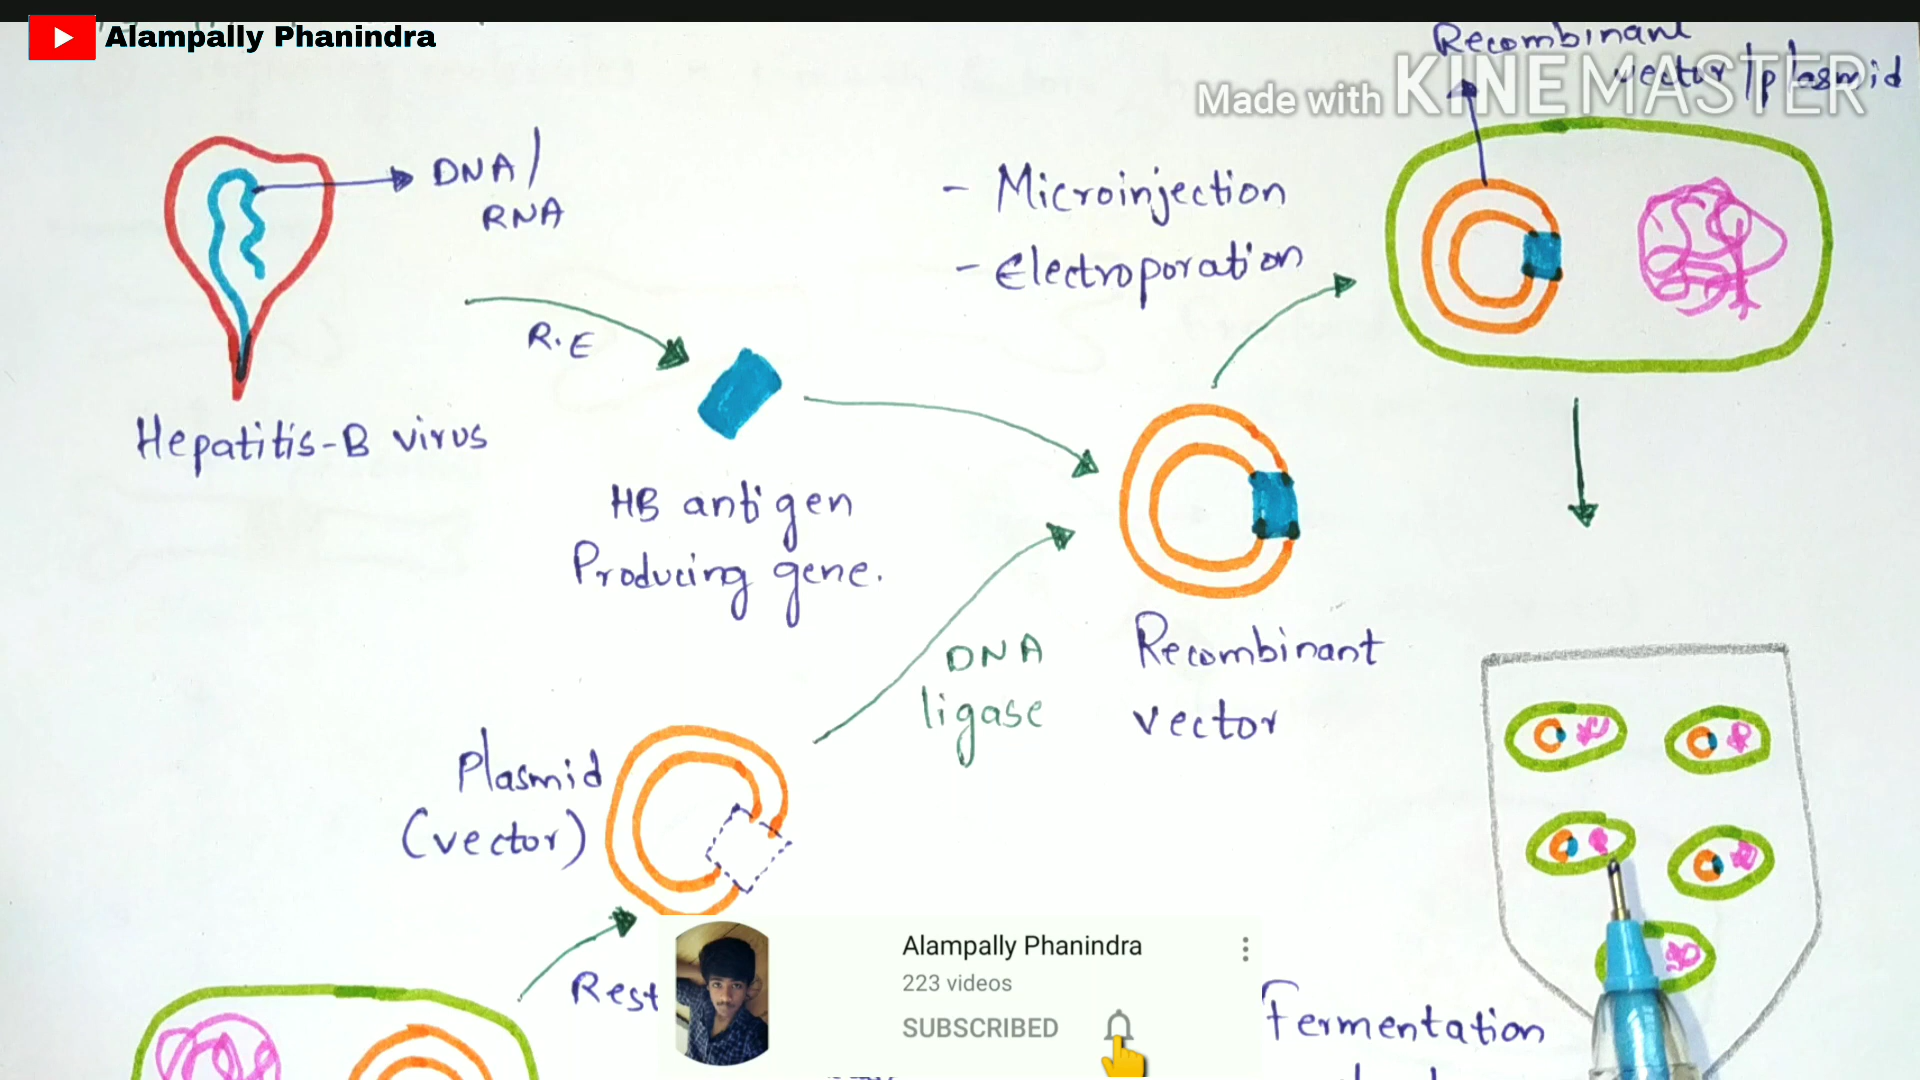 Alampally Phanindra
Recombinant
vector/plasmid
Made with KINEMASTER
DNA/
RNA
- Microinjection
- Electroporation
R.E
Hepatitis-B virus
HB antigen
Producing gene.
DNA
ligase
Recombinant
vector
Plasmid
(vector)
Rest
Alampally Phanindra
223 videos
SUBSCRIBED
Fermentation